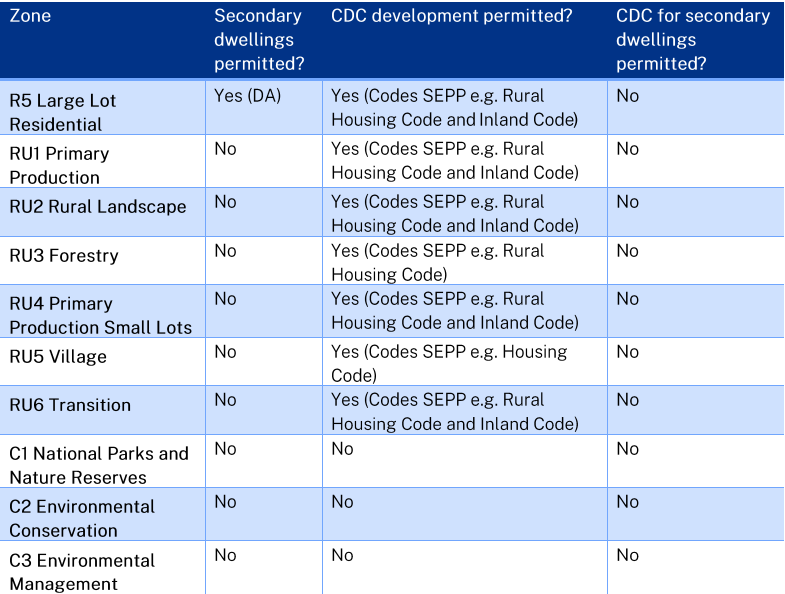 Zone
Secondary
dwellings
permitted?
CDC development permitted?
CDC for secondary
dwellings
permitted?
R5 Large Lot
Residential
Yes (DA)
Yes (Codes SEPP e.g. Rural
Housing Code and Inland Code)
No
RU1 Primary
Production
No
Yes (Codes SEPP e.g. Rural
Housing Code and Inland Code)
No
RU2 Rural Landscape
No
Yes (Codes SEPP e.g. Rural
Housing Code and Inland Code)
No
RU3 Forestry
No
Yes (Codes SEPP e.g. Rural
Housing Code)
No
RU4 Primary
Production Small Lots
No
Yes (Codes SEPP e.g. Rural
Housing Code and Inland Code)
No
RU5 Village
No
Yes (Codes SEPP e.g. Housing
Code)
No
RU6 Transition
No
Yes (Codes SEPP e.g. Rural
Housing Code and Inland Code)
No
C1 National Parks and
Nature Reserves
No
No
No
C2 Environmental
Conservation
No
No
No
C3 Environmental
Management
No
No
No